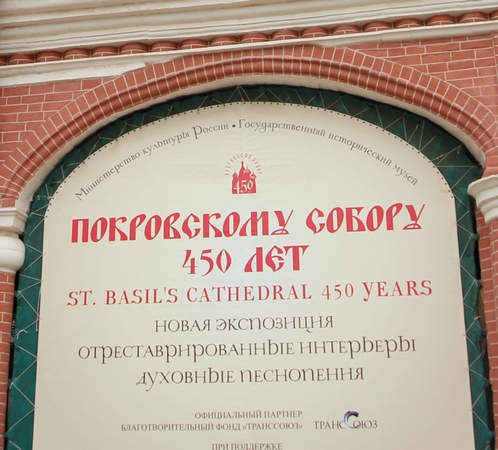 Министерство культуры России • Государственный исторический музей
450
ПОКРОВСКОМУ СОБОРУ
450 ЛЕТ
ST. BASIL'S CATHEDRAL 450 YEARS
НОВАЯ ЭКСПОЗИЦИЯ
ОТРЕСТАВРИРОВАННЫЕ ИНТЕРЬЕРЫ
ДУХОВНЫЕ ПЕСНОПЕНИЯ
ОФИЦИАЛЬНЫЙ ПАРТНЕР
БЛАГОТВОРИТЕЛЬНЫЙ ФОНД «ТРАНССОЮЗ» ТРАНССОЮЗ
ПРИ ПОДДЕРЖКЕ